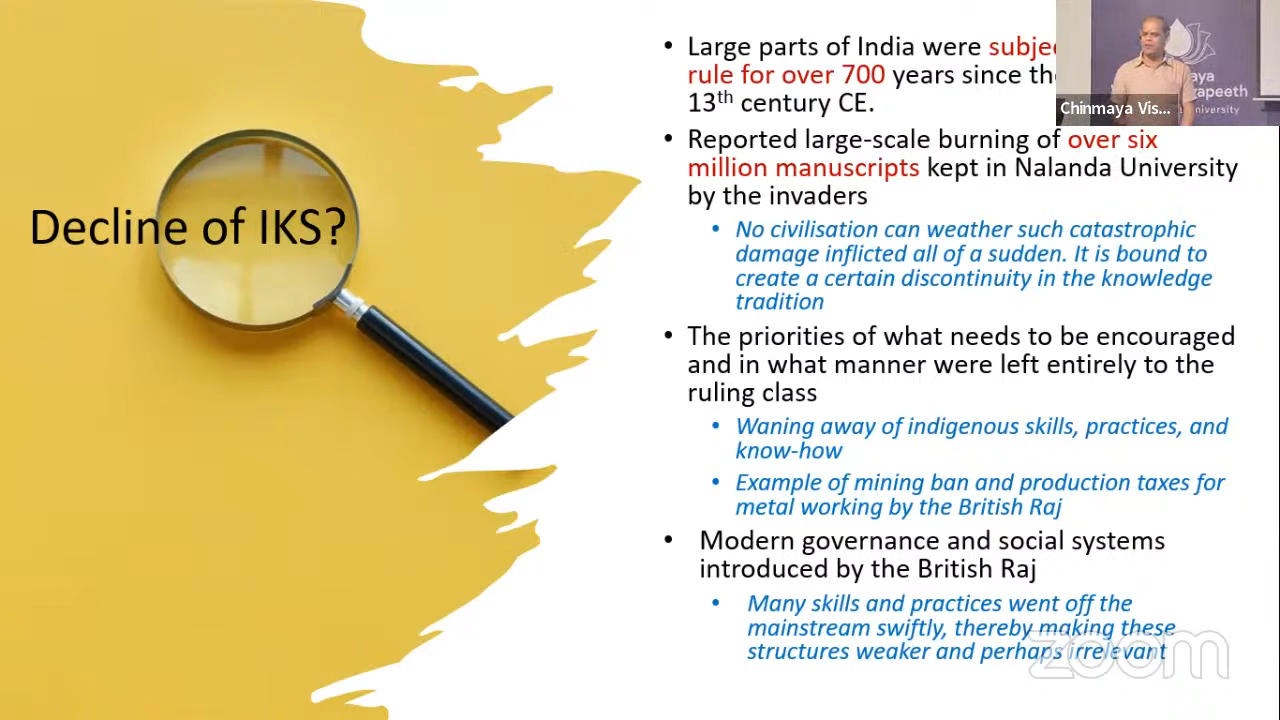 Decline of IKS?
• Large parts of India were
rule for over 700 years since
13th century CE.
• Reported large-scale burning of over six
million manuscripts kept in Nalanda University
by the invaders
• No civilisation can weather such catastrophic
damage inflicted all of a sudden. It is bound to
create a certain discontinuity in the knowledge
tradition
• The priorities of what needs to be encouraged
and in what manner were left entirely to the
ruling class
• Waning away of indigenous skills, practices, and
know-how
• Example of mining ban and production taxes for
metal working by the British Raj
• Modern governance and social systems
introduced by the British Raj
• Many skills and practices went off the
mainstream swiftly, thereby making these
structures weaker and perhaps irrelevant
Chinmaya Vis...
zoom